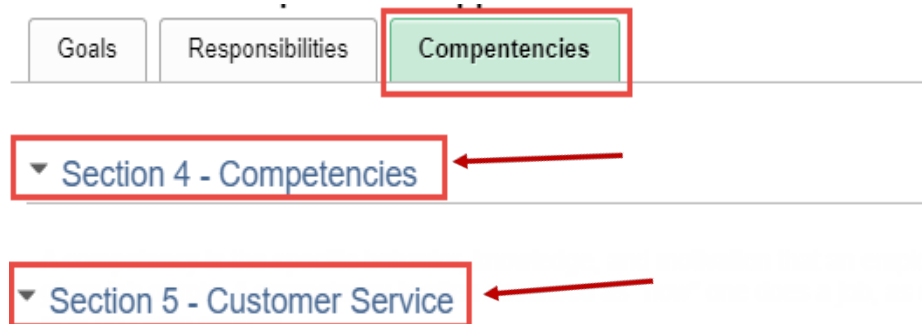 Goals Responsibilities Compentencies
Section 4 - Competencies
Section 5 - Customer Service